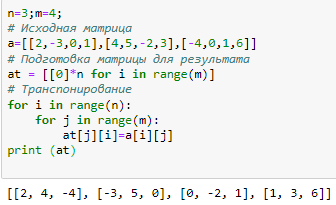 n=3;m=4;
# Исходная матрица
a=[[2,-3,0,1],[4,5,-2,3],[-4,0,1,6]]
# Подготовка матрицы для результата
at = [[0]*n for i in range(m)]
# Транспонирование
for i in range(n):
    for j in range(m):
        at[j][i]=a[i][j]
print (at)
[[2, 4, -4], [-3, 5, 0], [0, -2, 1], [1, 3, 6]]